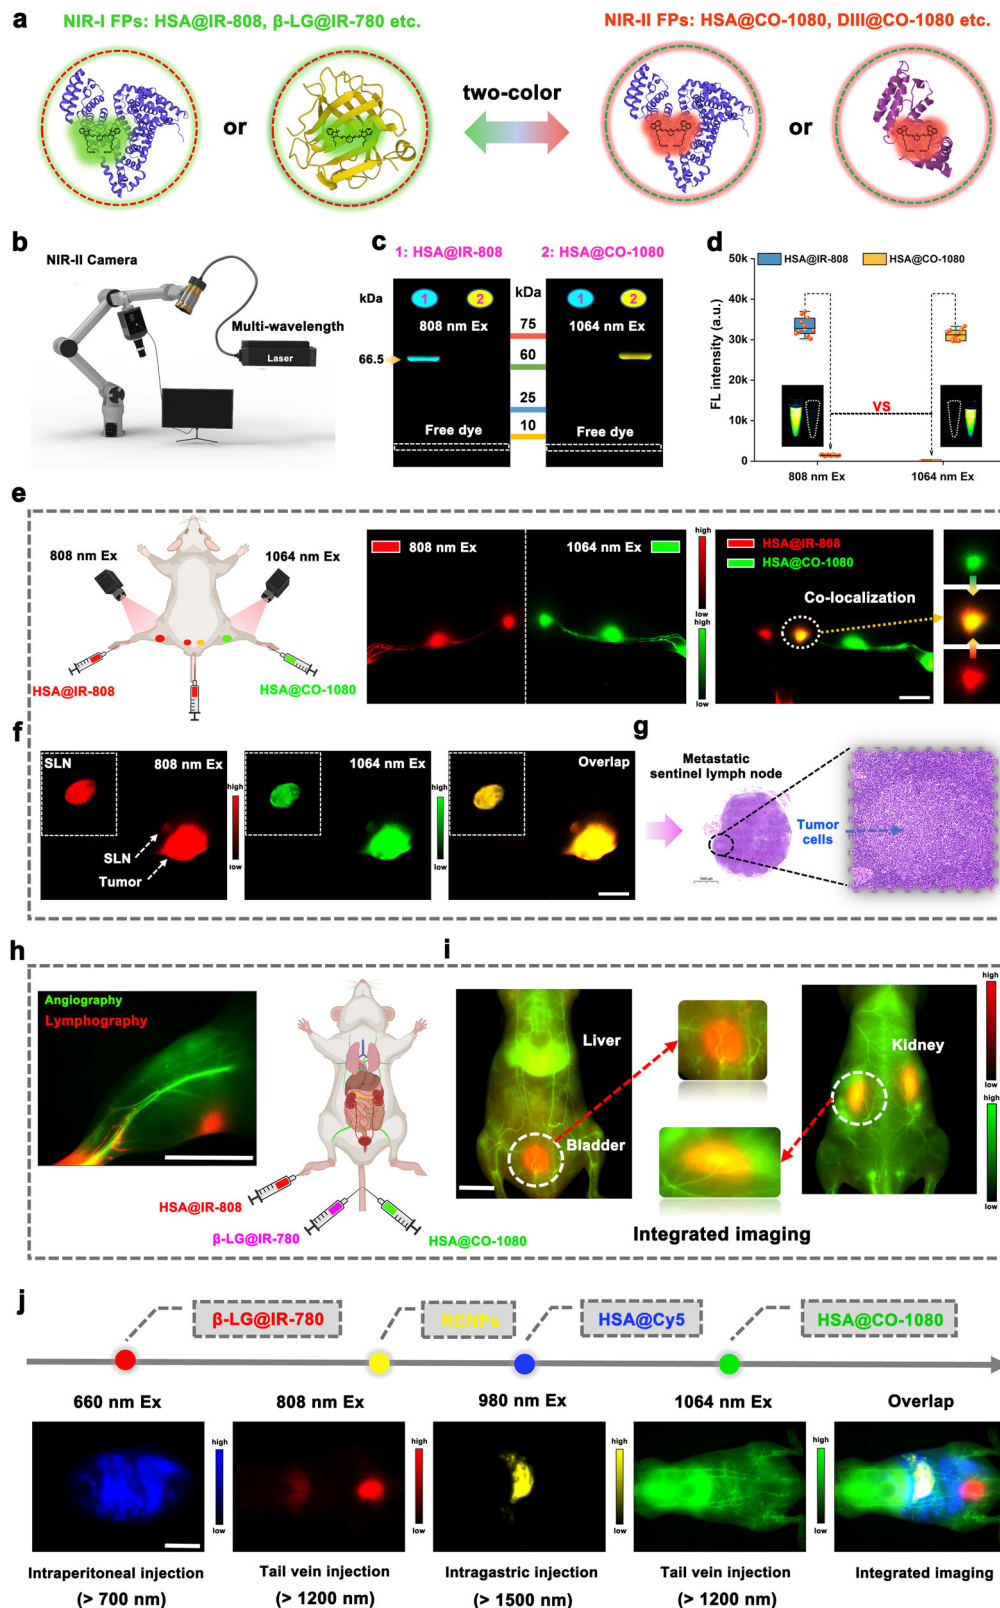 a
NIR-I FPs: HSA@IR-808, β-LG@IR-780 etc.
NIR-II FPs: HSA@CO-1080, DIII@CO-1080 etc.
or
two-color
or
b
NIR-II Camera
Multi-wavelength
Laser
c
1: HSA@IR-808
2: HSA@CO-1080
kDa
1
2
808 nm Ex
66.5
Free dye
kDa
75
60
25
10
1
2
1064 nm Ex
Free dye
d
HSA@IR-808
HSA@CO-1080
FL intensity (a.u.)
50k
40k
30k
20k
10k
0
VS
808 nm Ex
1064 nm Ex
e
808 nm Ex
1064 nm Ex
HSA@IR-808
HSA@CO-1080
808 nm Ex
1064 nm Ex
high
low
high
low
HSA@IR-808
HSA@CO-1080
Co-localization
f
SLN
808 nm Ex
SLN
Tumor
high
low
1064 nm Ex
high
low
Overlap
g
Metastatic
sentinel lymph node
Tumor
cells
h
Angiography
Lymphography
HSA@IR-808
β-LG@IR-780
HSA@CO-1080
i
Liver
Bladder
Kidney
high
low
high
low
Integrated imaging
j
β-LG@IR-780
RENPs
HSA@Cy5
HSA@CO-1080
660 nm Ex
808 nm Ex
980 nm Ex
1064 nm Ex
Overlap
high
low
high
low
high
low
high
low
Intraperitoneal injection
(> 700 nm)
Tail vein injection
(> 1200 nm)
Intragastric injection
(> 1500 nm)
Tail vein injection
(> 1200 nm)
Integrated imaging